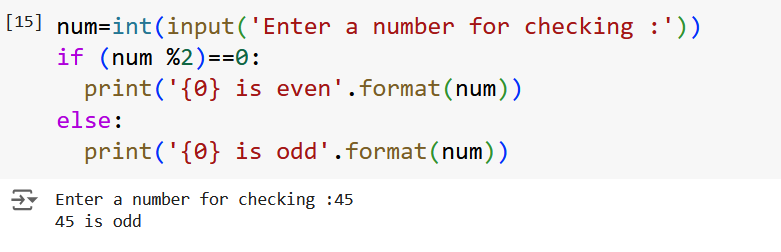 [15] num=int(input('Enter a number for checking :'))
if (num %2)==0:
  print('{0} is even'.format(num))
else:
  print('{0} is odd'.format(num))
Enter a number for checking :45
45 is odd